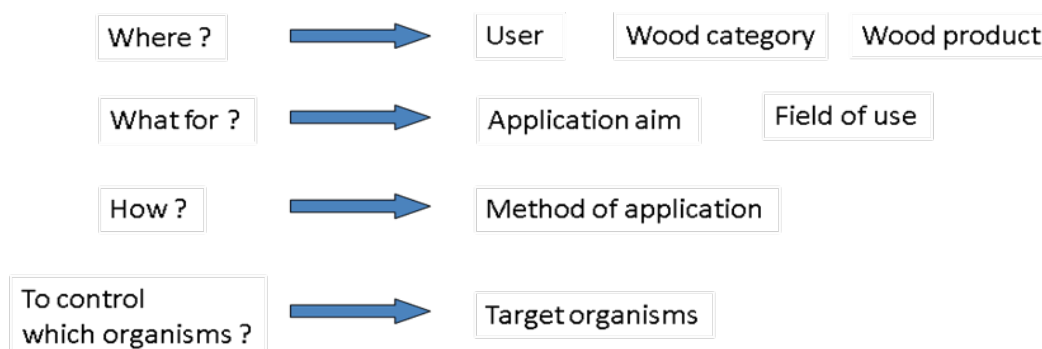 Where ?
User
Wood category
Wood product
What for ?
Application aim
Field of use
How ?
Method of application
To control
which organisms ?
Target organisms